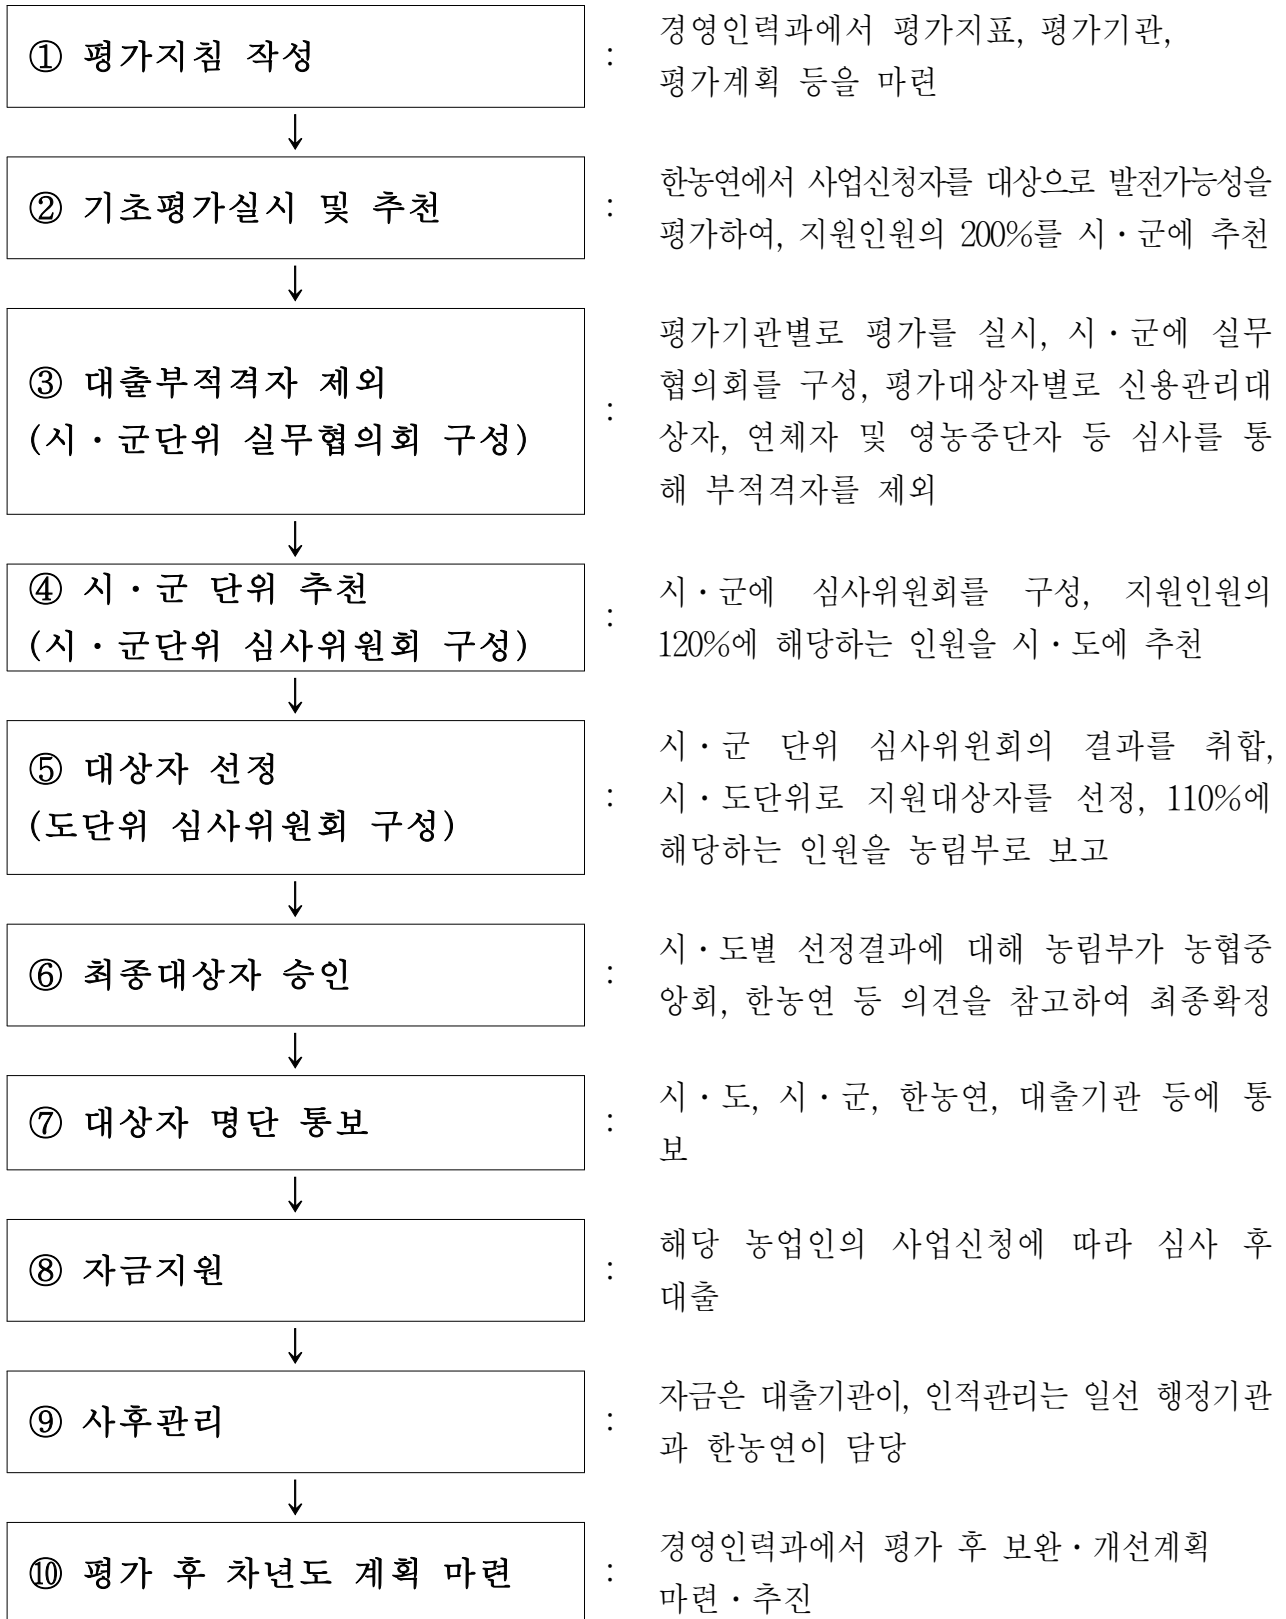 ① 평가지침 작성
:
경영인력과에서 평가지표, 평가기관,
평가계획 등을 마련
↓
② 기초평가실시 및 추천
:
한농연에서 사업신청자를 대상으로 발전가능성을
평가하여, 지원인원의 200%를 시・군에 추천
↓
③ 대출부적격자 제외
(시・군단위 실무협의회 구성)
:
평가기관별로 평가를 실시, 시・군에 실무
협의회를 구성, 평가대상자별로 신용관리대
상자, 연체자 및 영농중단자 등 심사를 통
해 부적격자를 제외
↓
④ 시・군 단위 추천
(시・군단위 심사위원회 구성)
:
시・군에 심사위원회를 구성, 지원인원의
120%에 해당하는 인원을 시・도에 추천
↓
⑤ 대상자 선정
(도단위 심사위원회 구성)
:
시・군 단위 심사위원회의 결과를 취합,
시・도단위로 지원대상자를 선정, 110%에
해당하는 인원을 농림부로 보고
↓
⑥ 최종대상자 승인
:
시・도별 선정결과에 대해 농림부가 농협중
앙회, 한농연 등 의견을 참고하여 최종확정
↓
⑦ 대상자 명단 통보
:
시・도, 시・군, 한농연, 대출기관 등에 통
보
↓
⑧ 자금지원
:
해당 농업인의 사업신청에 따라 심사 후
대출
↓
⑨ 사후관리
:
자금은 대출기관이, 인적관리는 일선 행정기관
과 한농연이 담당
↓
⑩ 평가 후 차년도 계획 마련
:
경영인력과에서 평가 후 보완・개선계획
마련・추진